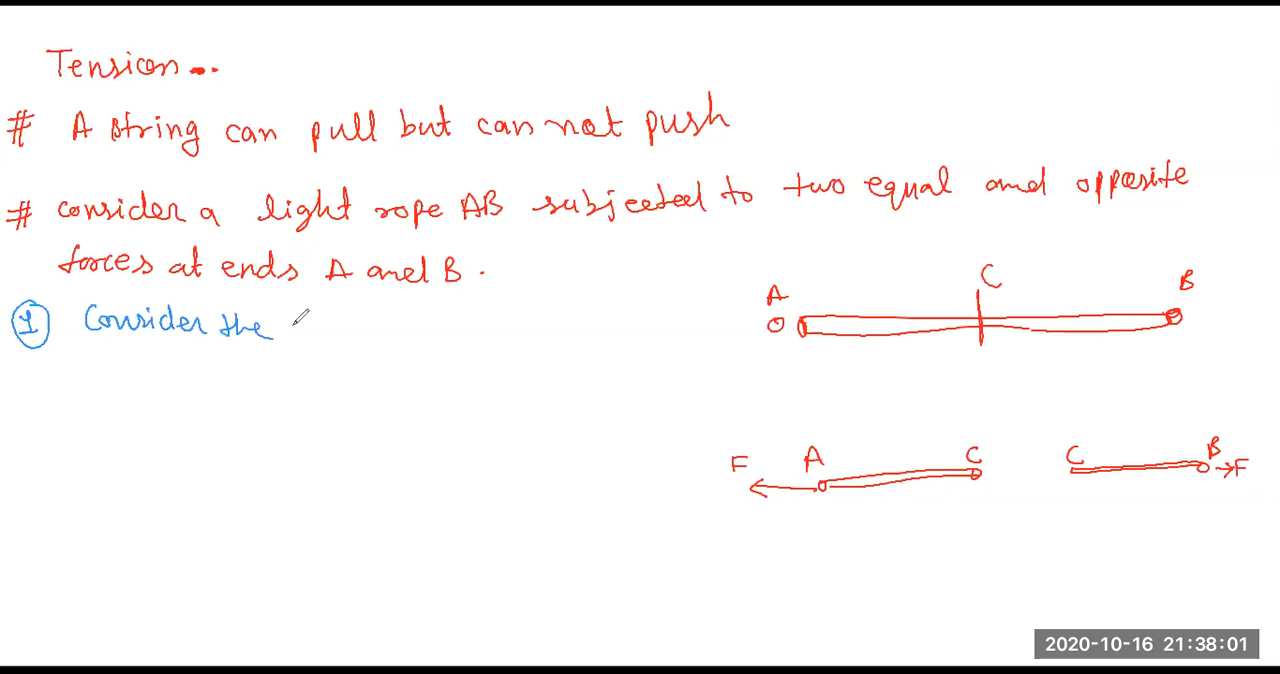 Tension...
# A string can pull but can not push
# consider a light rope AB subjected to two equal and opposite
forces at ends A and B.
C
A
B
1 Consider the
F A C C B F
2020-10-16 21:38:01